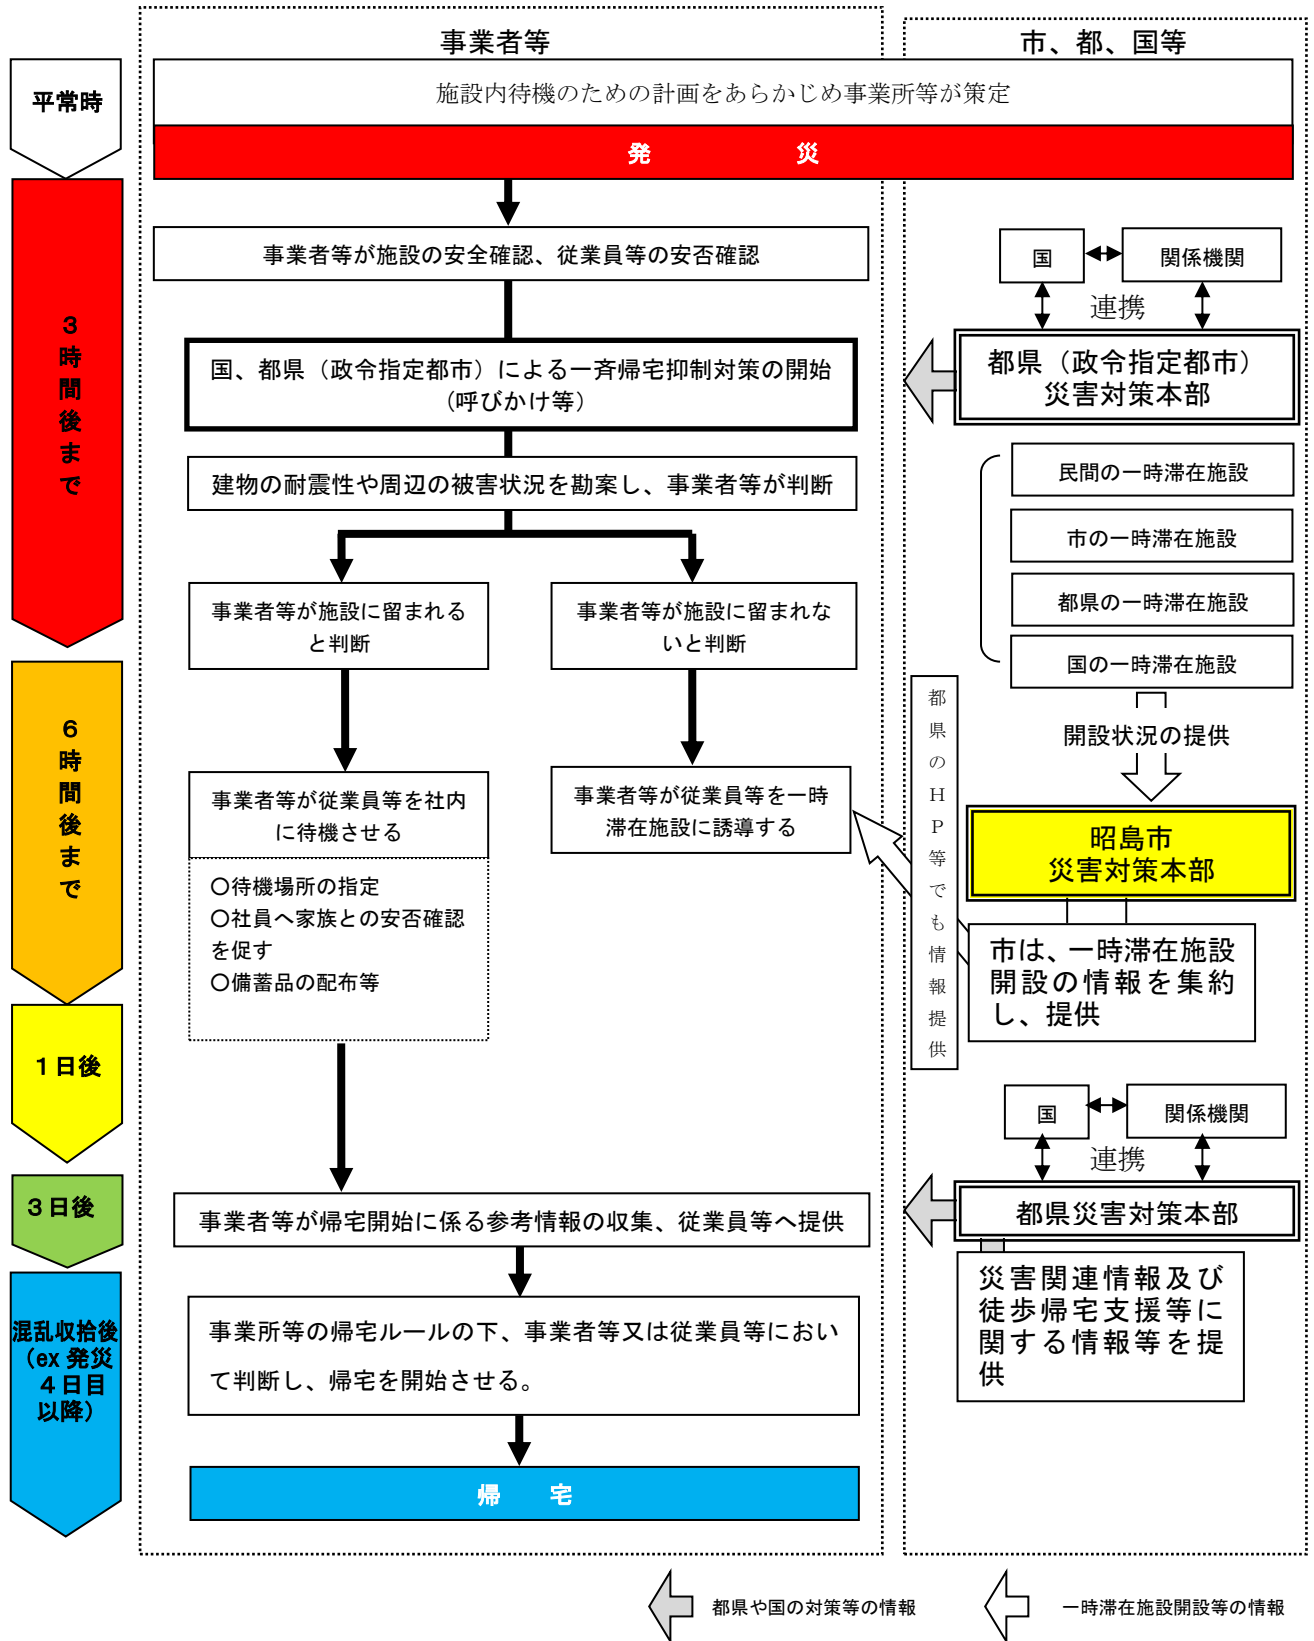 事業者等
市、都、国等
平常時
施設内待機のための計画をあらかじめ事業所等が策定
発　　災
3時間後まで
事業者等が施設の安全確認、従業員等の安否確認
国
関係機関
連携
国、都県（政令指定都市）による一斉帰宅抑制対策の開始
（呼びかけ等）
都県（政令指定都市）
災害対策本部
建物の耐震性や周辺の被害状況を勘案し、事業者等が判断
民間の一時滞在施設
市の一時滞在施設
都県の一時滞在施設
国の一時滞在施設
事業者等が施設に留まれる
と判断
事業者等が施設に留まれな
いと判断
6時間後まで
開設状況の提供
都県のHP等でも情報提供
事業者等が従業員等を社内
に待機させる
事業者等が従業員等を一時
滞在施設に誘導する
昭島市
災害対策本部
○待機場所の指定
○社員へ家族との安否確認
を促す
○備蓄品の配布等
市は、一時滞在施設
開設の情報を集約
し、提供
1日後
国
関係機関
連携
3日後
事業者等が帰宅開始に係る参考情報の収集、従業員等へ提供
都県災害対策本部
災害関連情報及び
徒歩帰宅支援等に
関する情報等を提
供
混乱収拾後
（ex 発災
4日目
以降）
事業所等の帰宅ルールの下、事業者等又は従業員等におい
て判断し、帰宅を開始させる。
帰　宅
都県や国の対策等の情報
一時滞在施設開設等の情報